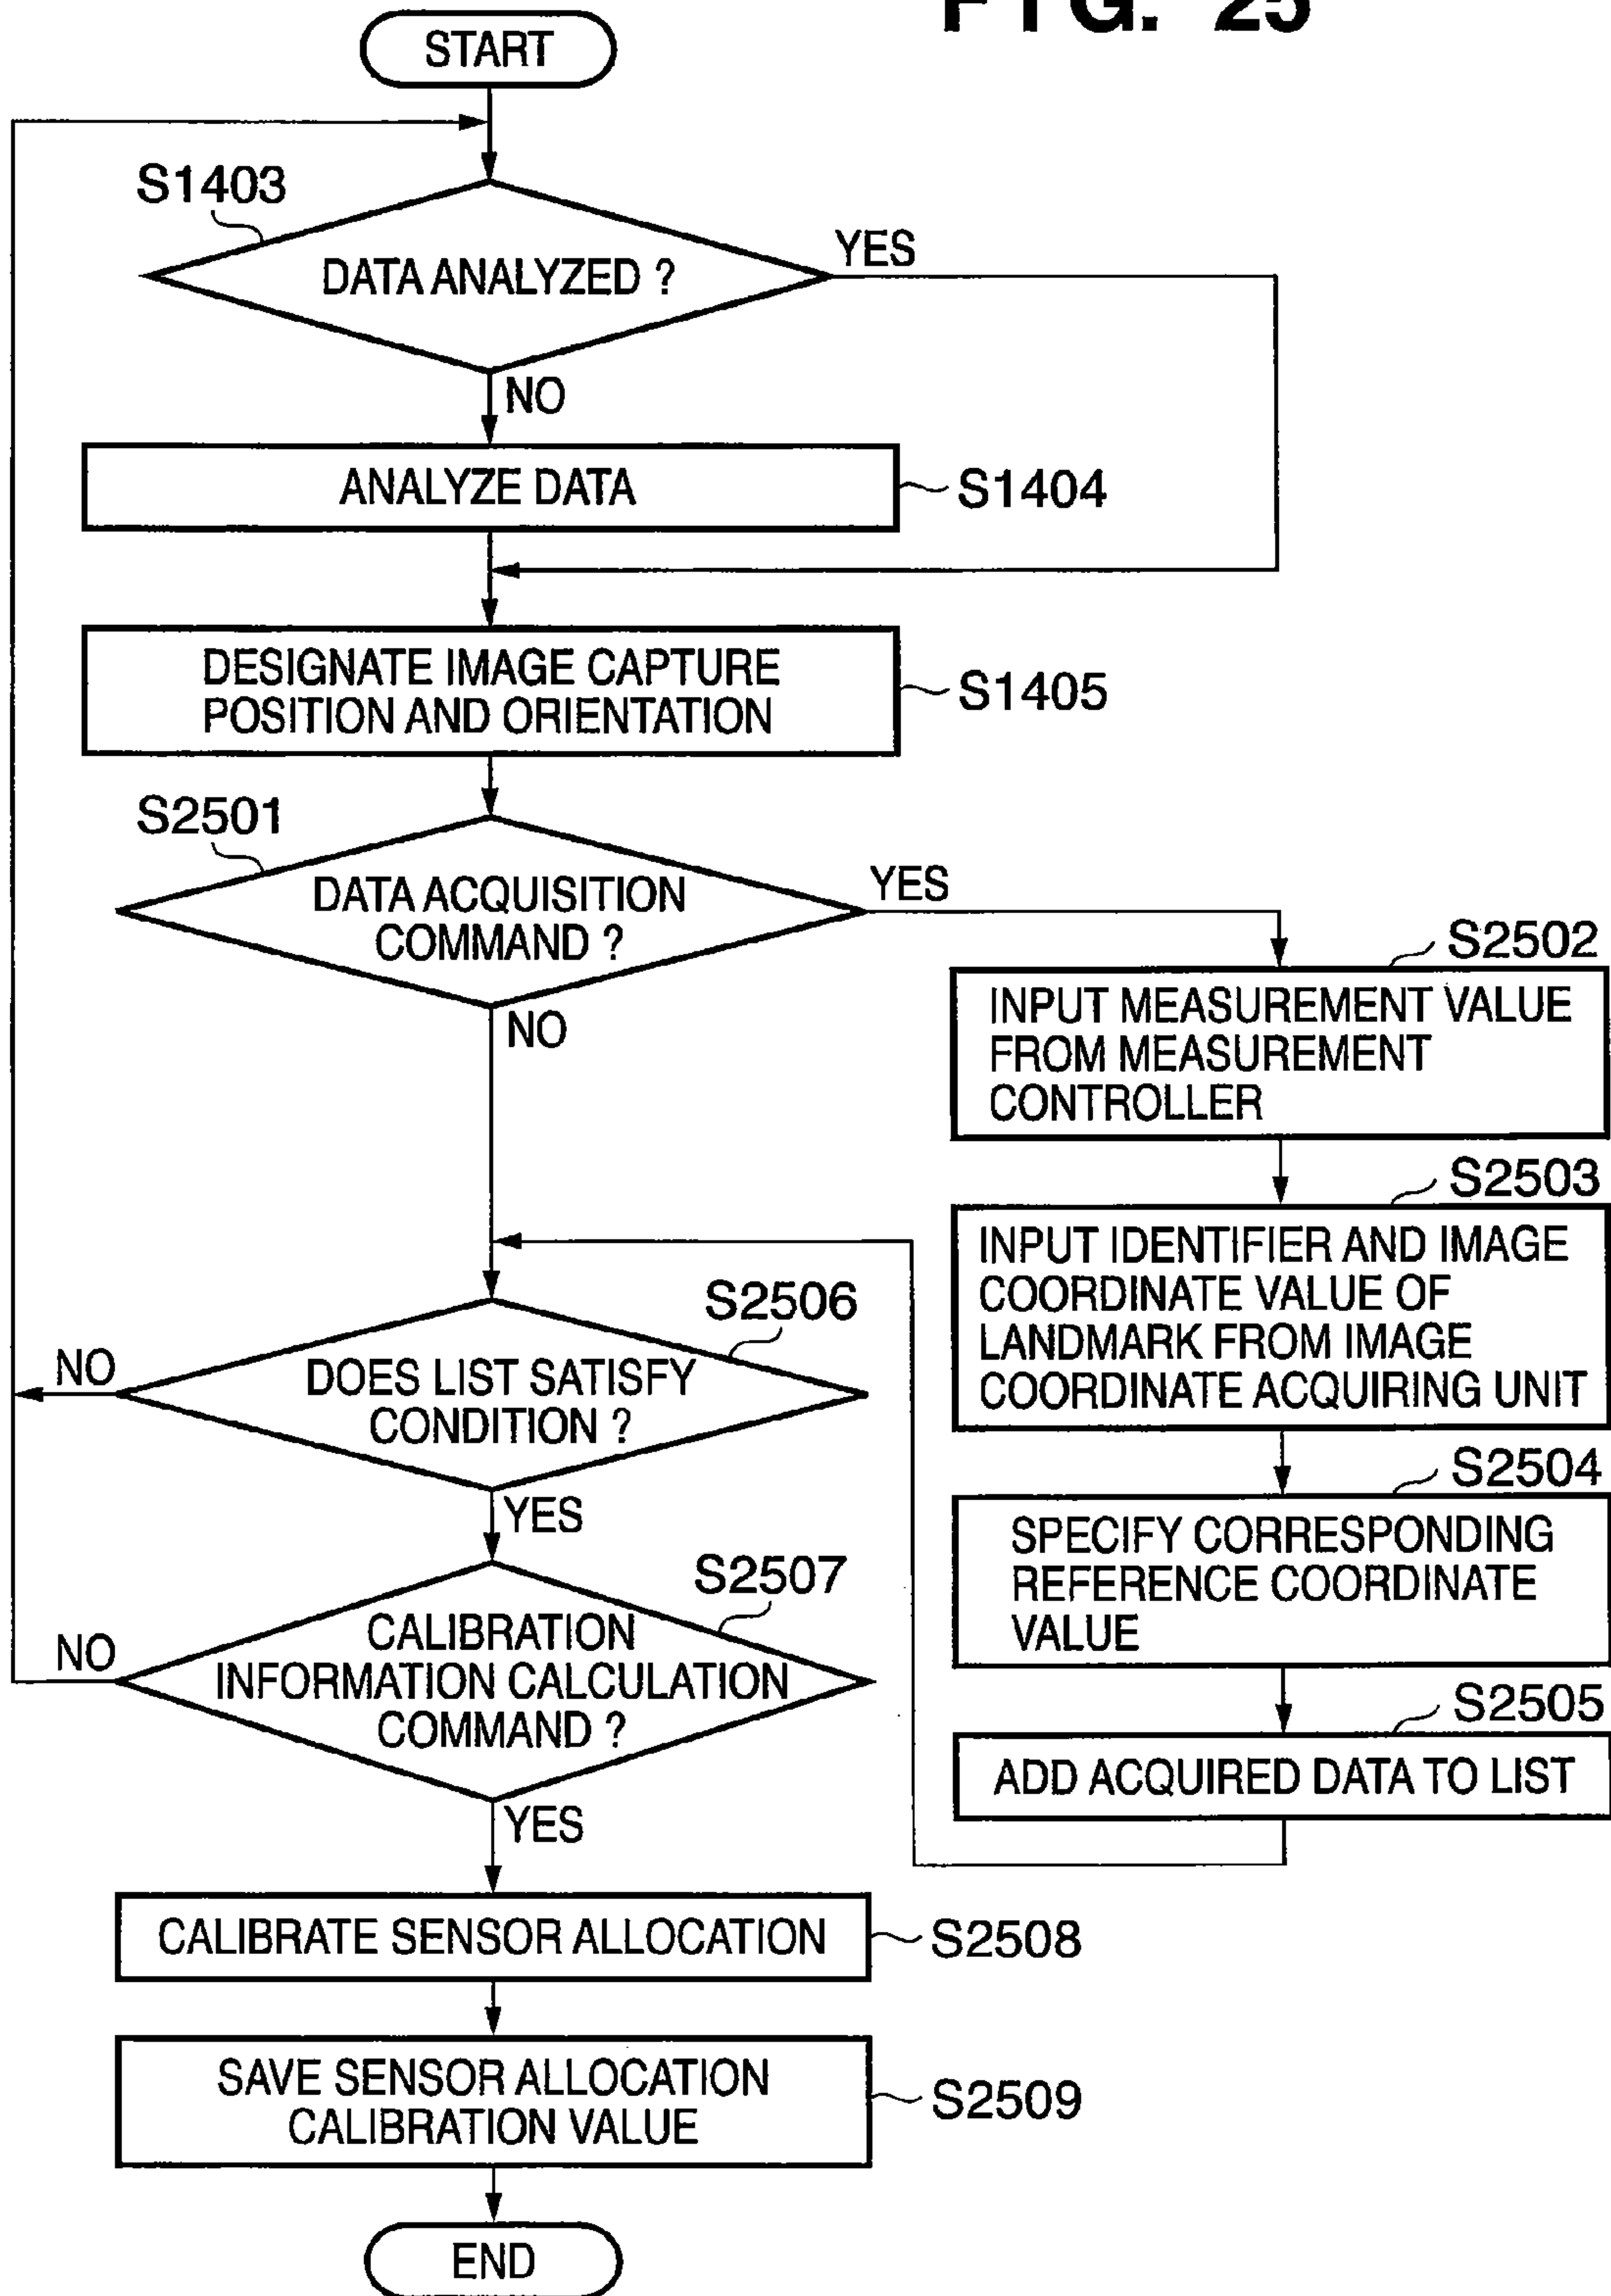 FIG. 25
START
S1403
DATA ANALYZED ?
YES
NO
ANALYZE DATA
S1404
DESIGNATE IMAGE CAPTURE
POSITION AND ORIENTATION
S1405
S2501
DATA ACQUISITION
COMMAND ?
YES
NO
S2502
INPUT MEASUREMENT VALUE
FROM MEASUREMENT
CONTROLLER
S2503
INPUT IDENTIFIER AND IMAGE
COORDINATE VALUE OF
LANDMARK FROM IMAGE
COORDINATE ACQUIRING UNIT
S2504
SPECIFY CORRESPONDING
REFERENCE COORDINATE
VALUE
S2505
ADD ACQUIRED DATA TO LIST
S2506
DOES LIST SATISFY
CONDITION ?
NO
YES
S2507
CALIBRATION
INFORMATION CALCULATION
COMMAND ?
NO
YES
CALIBRATE SENSOR ALLOCATION
S2508
SAVE SENSOR ALLOCATION
CALIBRATION VALUE
S2509
END